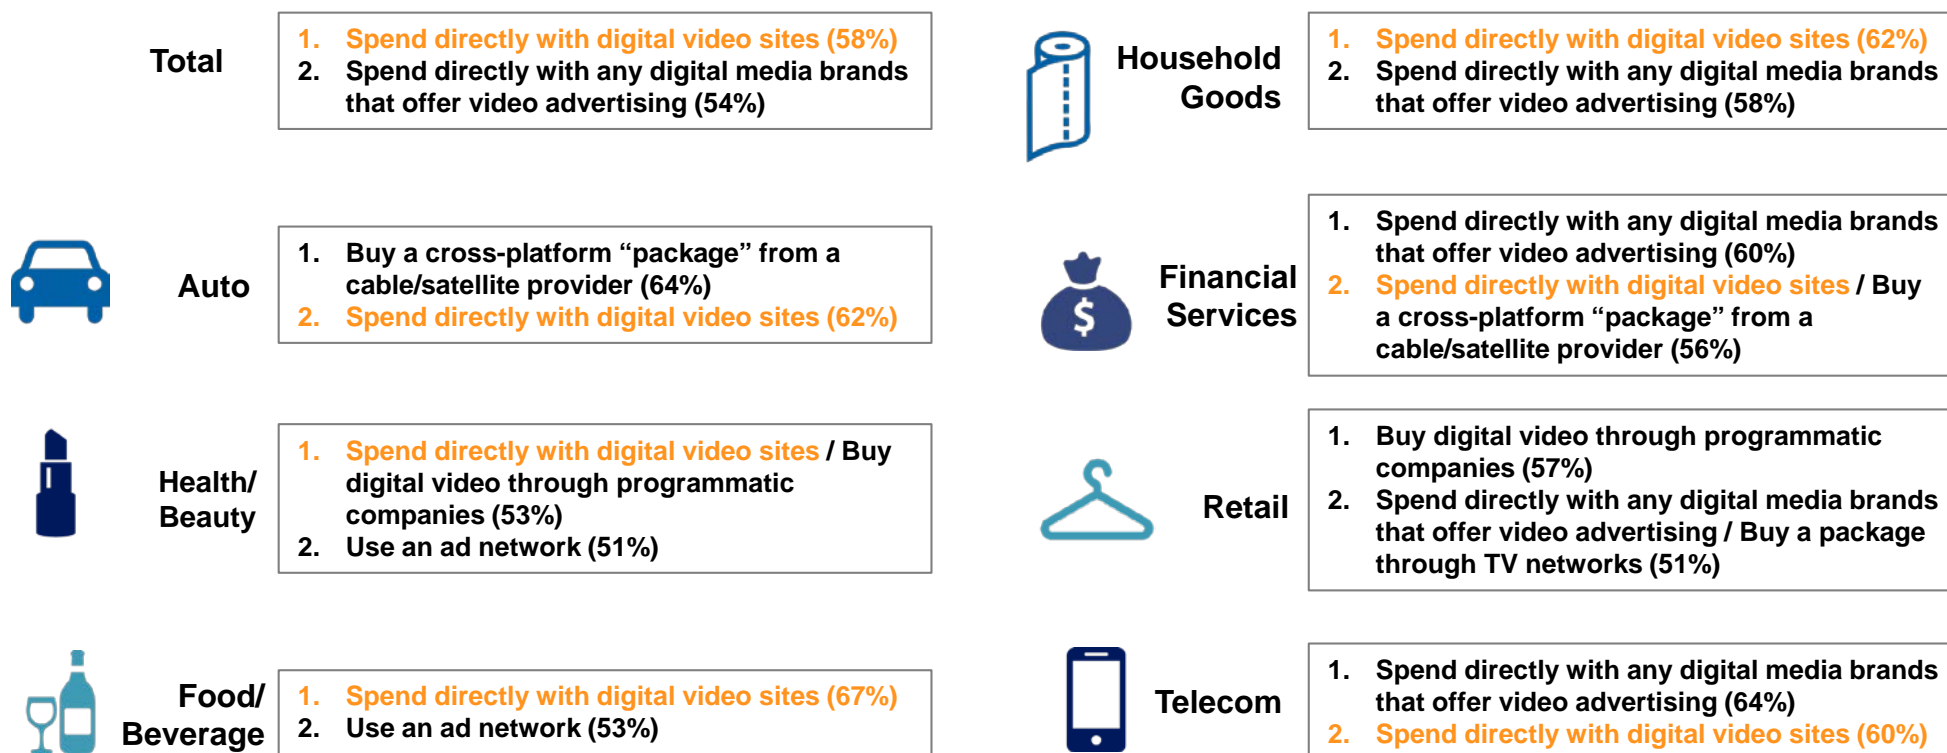 Total
1. Spend directly with digital video sites (58%)
2. Spend directly with any digital media brands
that offer video advertising (54%)
Auto
1. Buy a cross-platform “package” from a
cable/satellite provider (64%)
2. Spend directly with digital video sites (62%)
Health/
Beauty
1. Spend directly with digital video sites / Buy
digital video through programmatic
companies (53%)
2. Use an ad network (51%)
Food/
Beverage
1. Spend directly with digital video sites (67%)
2. Use an ad network (53%)
Household
Goods
1. Spend directly with digital video sites (62%)
2. Spend directly with any digital media brands
that offer video advertising (58%)
$
Financial
Services
1. Spend directly with any digital media brands
that offer video advertising (60%)
2. Spend directly with digital video sites / Buy
a cross-platform “package” from a
cable/satellite provider (56%)
Retail
1. Buy digital video through programmatic
companies (57%)
2. Spend directly with any digital media brands
that offer video advertising / Buy a package
through TV networks (51%)
Telecom
1. Spend directly with any digital media brands
that offer video advertising (64%)
2. Spend directly with digital video sites (60%)